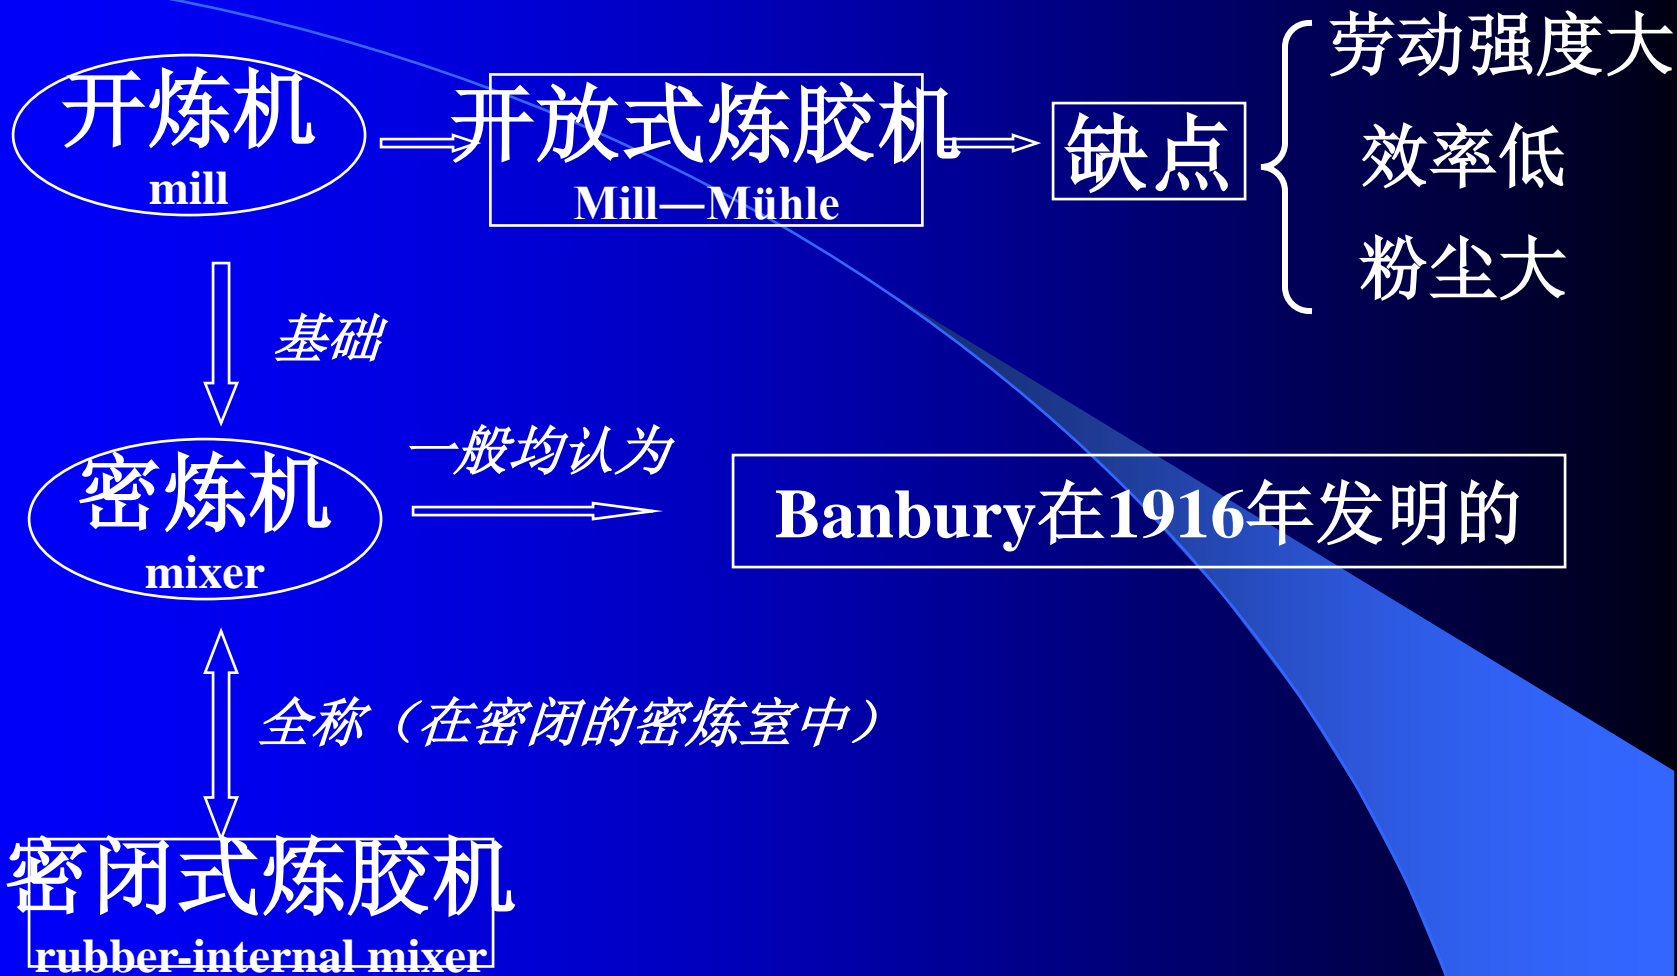 开炼机
mill
开放式炼胶机
Mill—Mühle
缺点
劳动强度大
效率低
粉尘大
基础
密炼机
mixer
一般均认为
Banbury在1916年发明的
全称（在密闭的密炼室中）
密闭式炼胶机
rubber-internal mixer